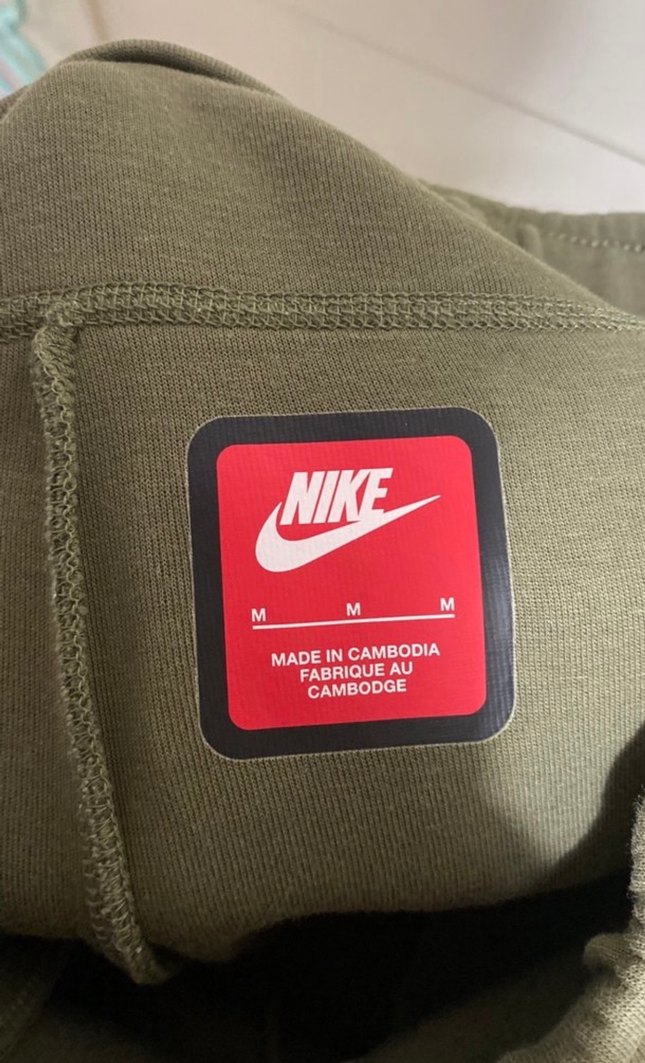 NIKE
M M M
MADE IN CAMBODIA
FABRIQUE AU
CAMBODGE